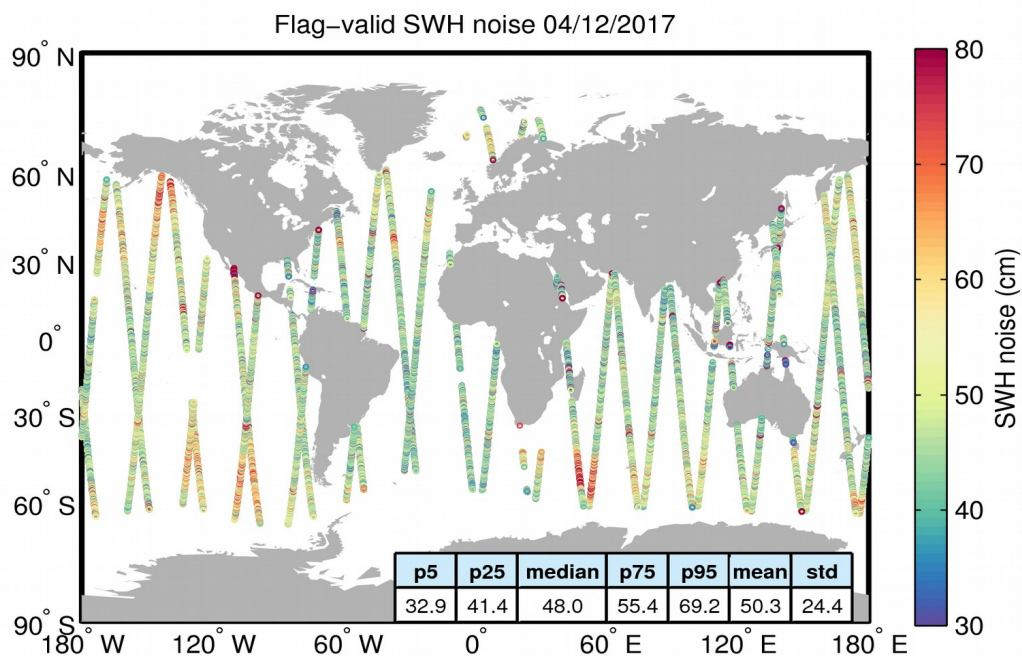 Flag−valid SWH noise 04/12/2017
90° N
60° N
30° N
0°
30° S
60° S
90° S
180° W
120° W
60° W
0°
60° E
120° E
180° E
80
70
60
50
40
30
SWH noise (cm)
p5 p25 median p75 p95 mean std
32.9 41.4 48.0 55.4 69.2 50.3 24.4